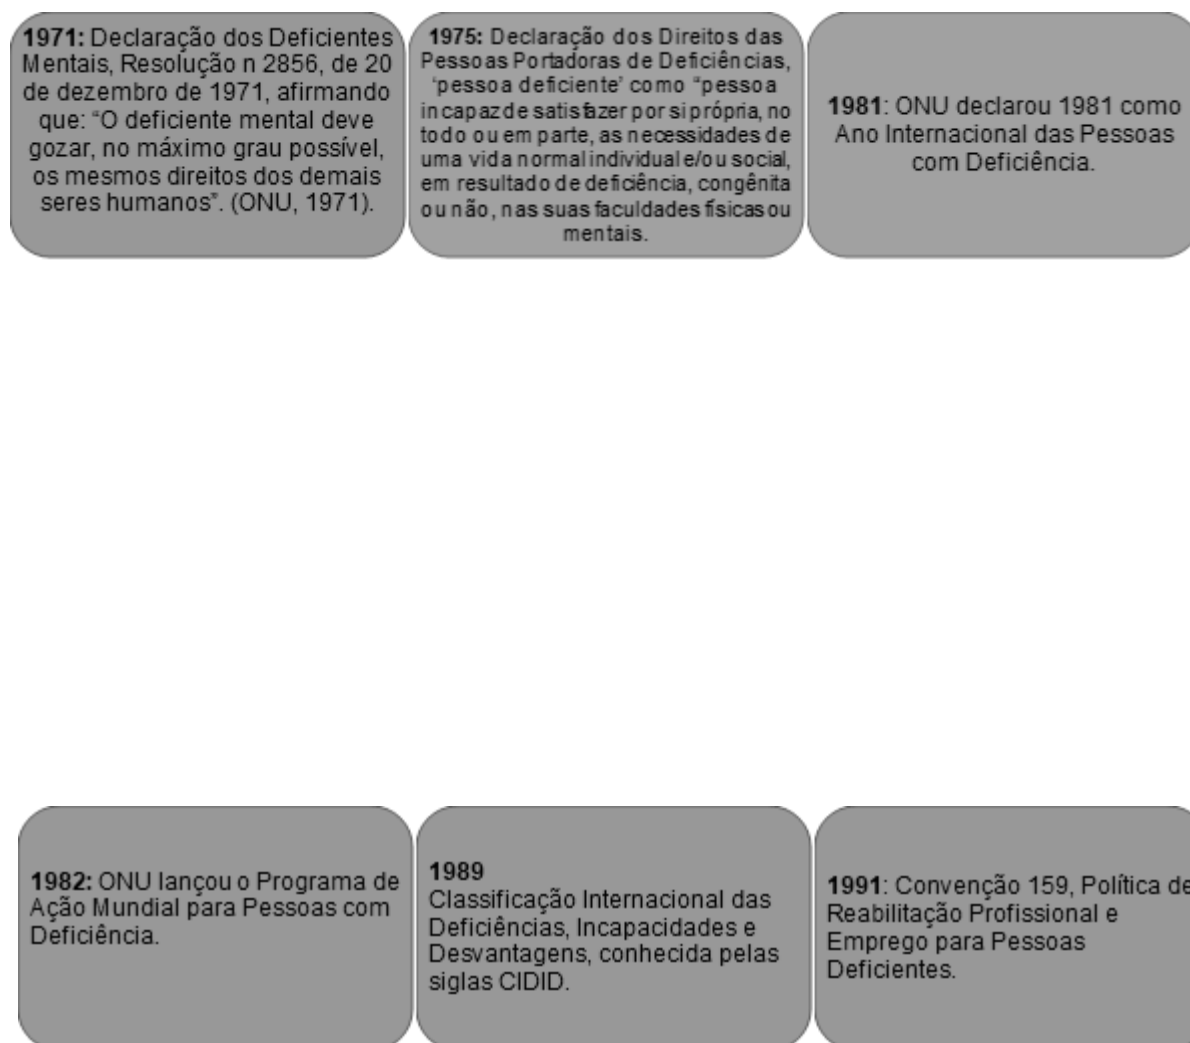 1971: Declaração dos Deficientes
Mentais, Resolução n 2856, de 20
de dezembro de 1971, afirmando
que: “O deficiente mental deve
gozar, no máximo grau possível,
os mesmos direitos dos demais
seres humanos”. (ONU, 1971).
1975: Declaração dos Direitos das
Pessoas Portadoras de Deficiências,
‘pessoa deficiente’ como “pessoa
incapaz de satisfazer por si própria, no
todo ou em parte, as necessidades de
uma vida normal individual e/ou social,
em resultado de deficiência, congênita
ou não, nas suas faculdades físicas ou
mentais.
1981: ONU declarou 1981 como
Ano Internacional das Pessoas
com Deficiência.
1982: ONU lançou o Programa de
Ação Mundial para Pessoas com
Deficiência.
1989
Classificação Internacional das
Deficiências, Incapacidades e
Desvantagens, conhecida pelas
siglas CIDID.
1991: Convenção 159, Política de
Reabilitação Profissional e
Emprego para Pessoas
Deficientes.